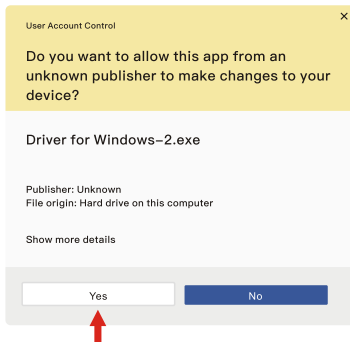 User Account Control
Do you want to allow this app from an
unknown publisher to make changes to your
device?
Driver for Windows-2.exe
Publisher: Unknown
File origin: Hard drive on this computer
Show more details
Yes
No